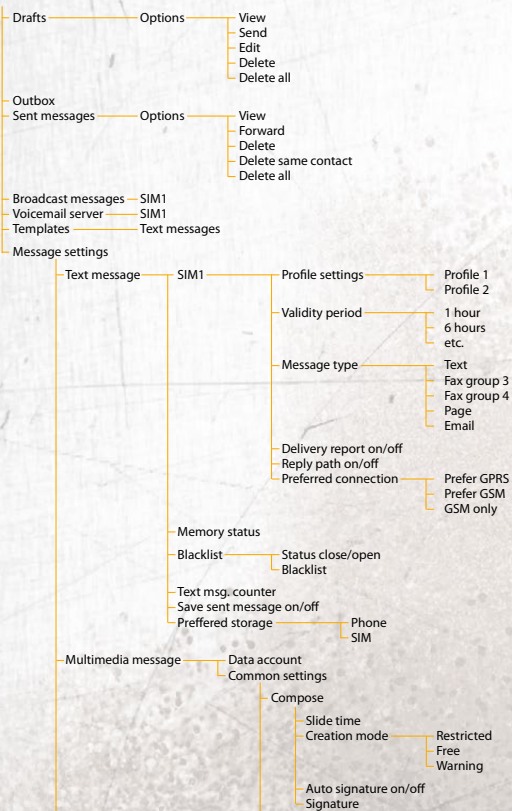 Drafts Options View
Send
Edit
Delete
Delete all
Outbox
Sent messages Options View
Forward
Delete
Delete same contact
Delete all
Broadcast messages SIM1
Voicemail server SIM1
Templates Text messages
Message settings
Text message SIM1 Profile settings Profile 1
Profile 2
Validity period 1 hour
6 hours
etc.
Message type Text
Fax group 3
Fax group 4
Page
Email
Delivery report on/off
Reply path on/off
Preferred connection Prefer GPRS
Prefer GSM
GSM only
Memory status
Blacklist Status close/open
Blacklist
Text msg. counter
Save sent message on/off
Preffered storage Phone
SIM
Multimedia message Data account
Common settings
Compose
Slide time
Creation mode Restricted
Free
Warning
Auto signature on/off
Signature